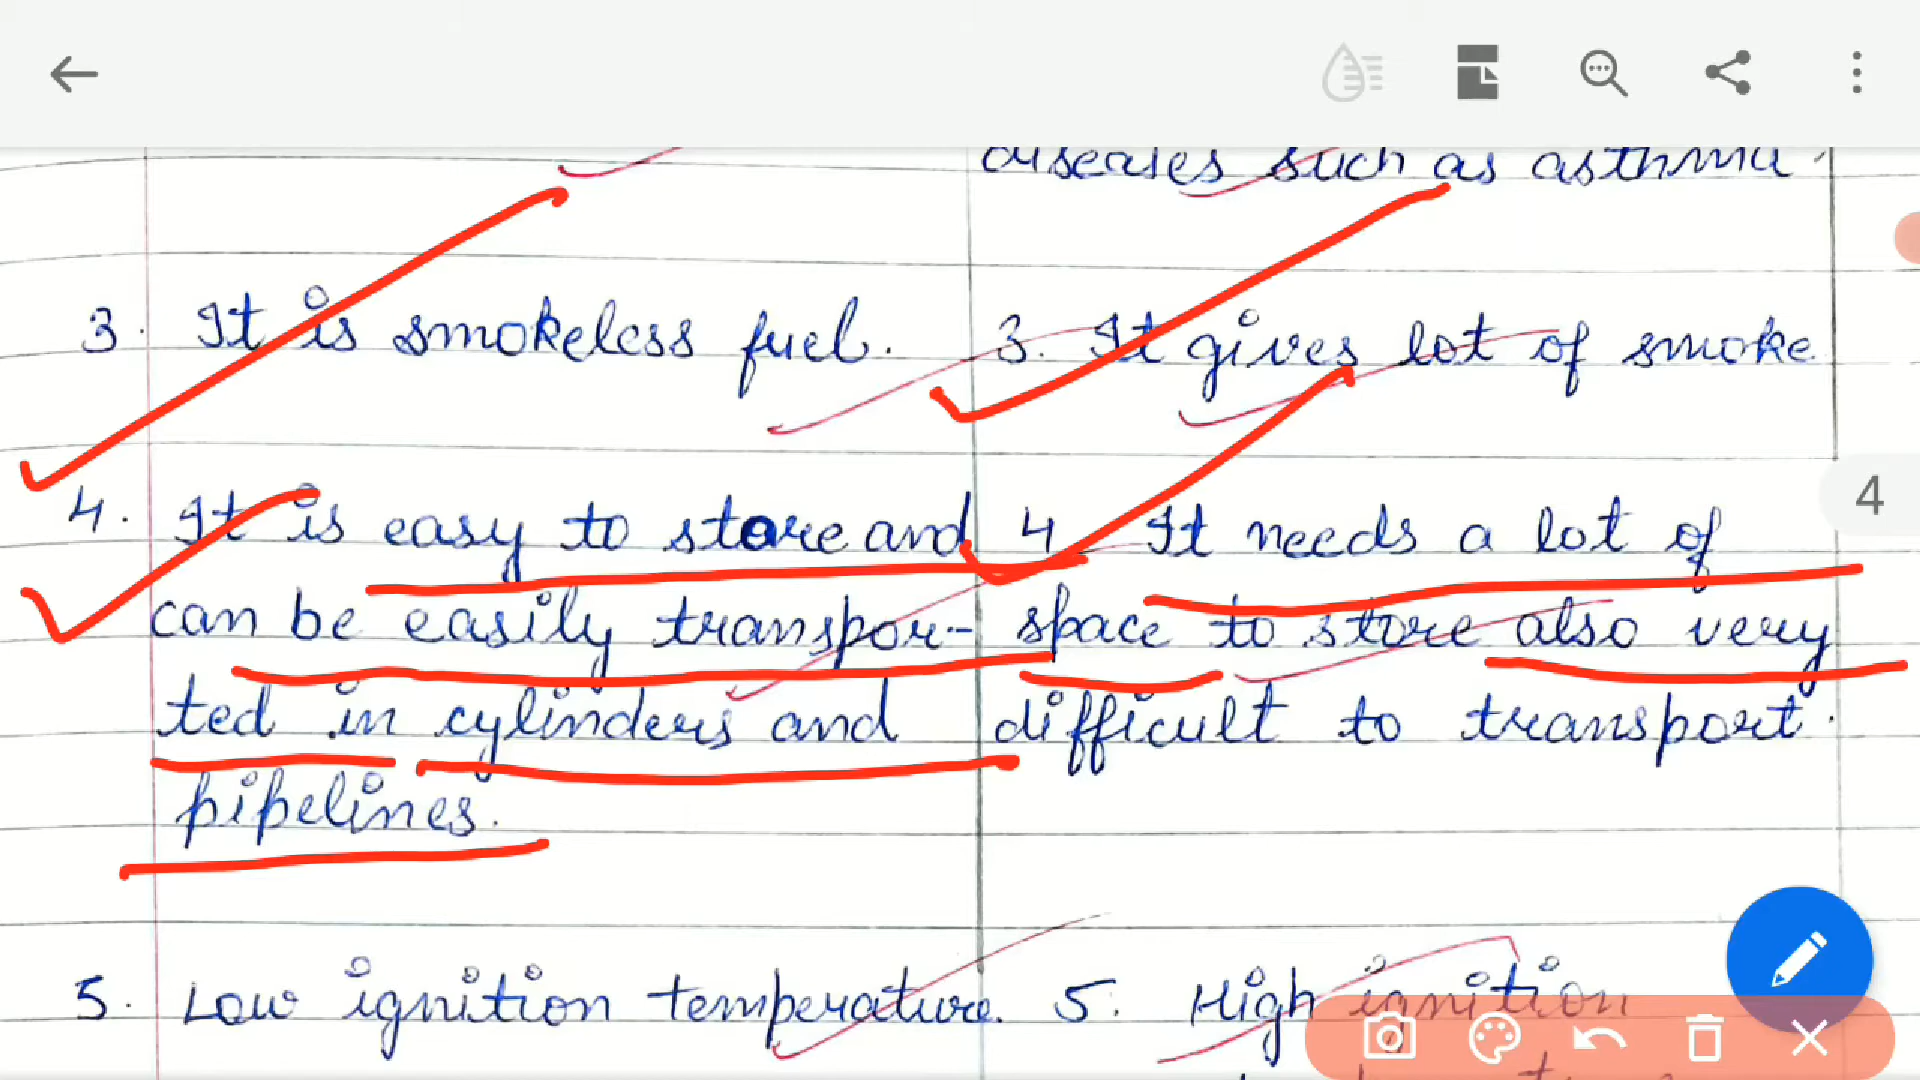 diseases such as asthma.
3. It is smokeless fuel.
3. It gives lot of smoke
4. It is easy to store and
can be easily transpor-
ted in cylinders and
pipelines.
4 It needs a lot of
space to store also very
difficult to transport.
4
5. Low ignition temperature.
5. High ignition